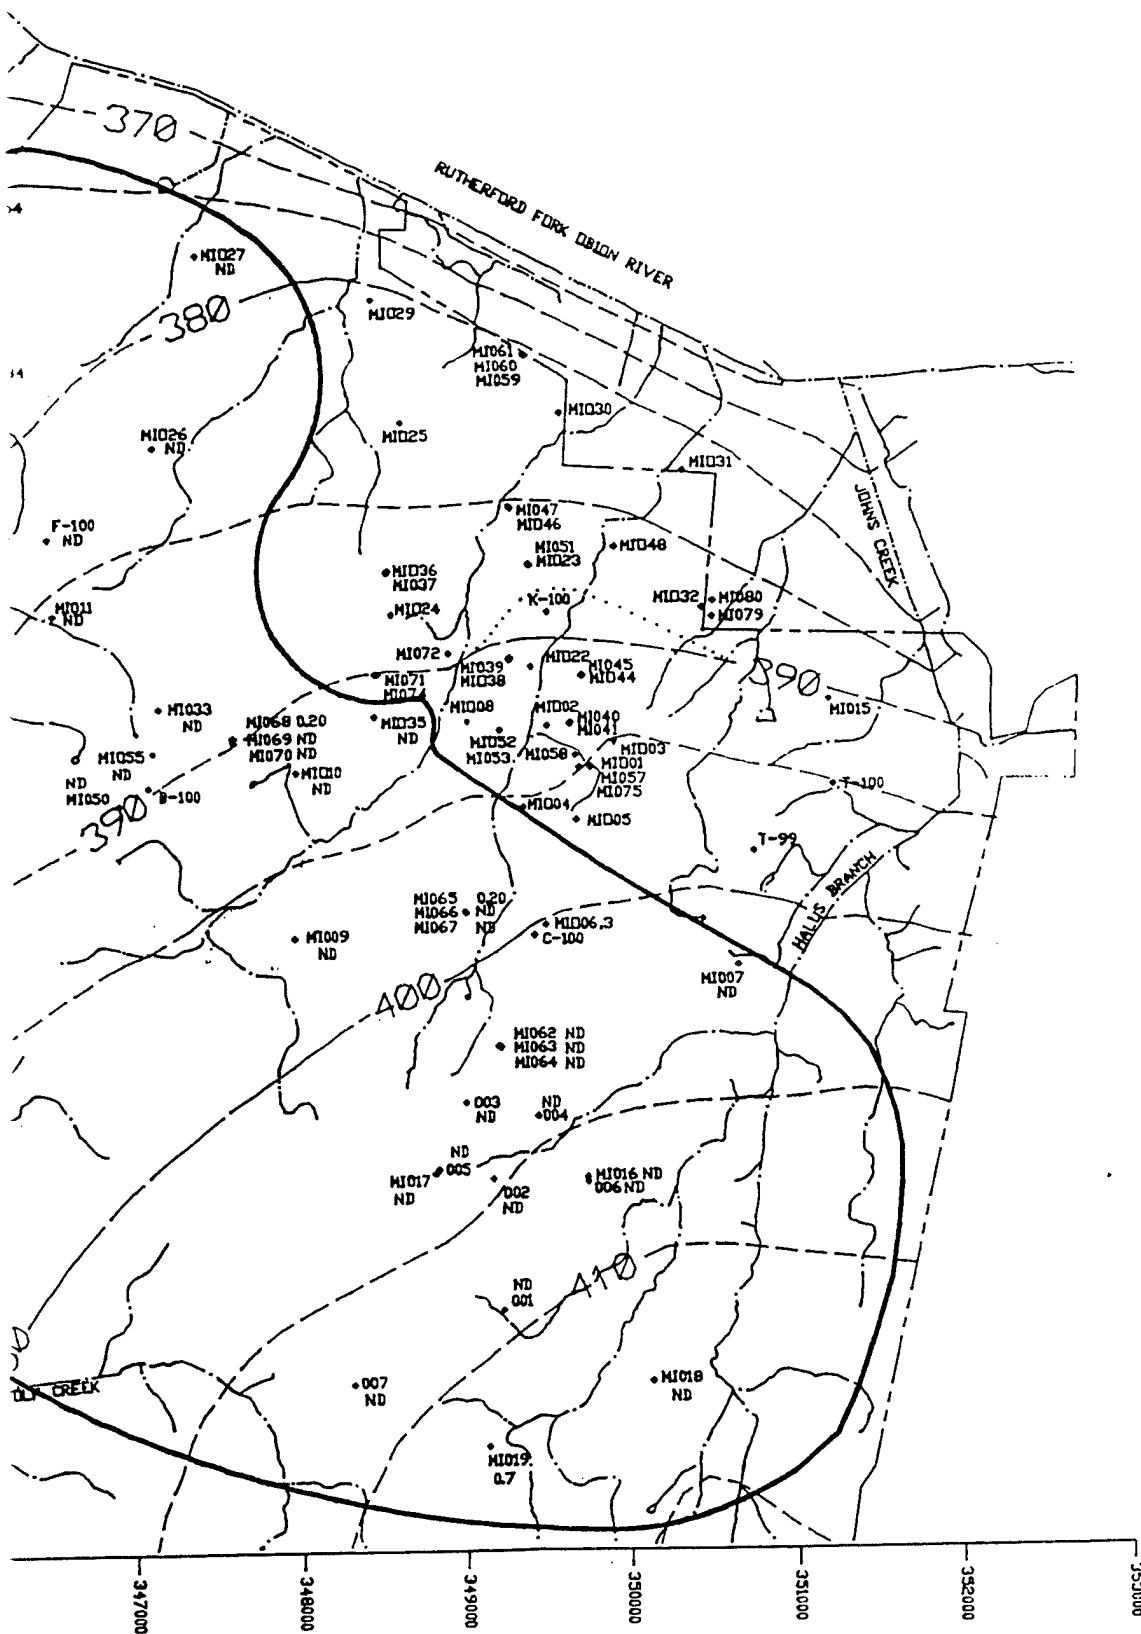 370
RUTHERFORD FORK OBION RIVER
MI027
ND
380
MI029
MI061
MI060
MI059
MI030
MI026
ND
MI025
MI031
JOHNS CREEK
F-100
ND
MI047
MI046
MI051
MI023
MI048
MI036
MI037
MI011
ND
MI024
K-100
MI032
MI080
MI079
MI072
MI039
MI038
MI022
MI045
MI044
390
MI071
MI074
MI015
MI033
ND
MI068 0.20
MI069 ND
MI070 ND
MI035
ND
MI008
MI002
MI040
MI041
MI052
MI053
MI058
MI003
MI001
MI057
MI075
MI055
ND
MI010
ND
ND
MI050
B-100
T-100
390
MI004
MI005
T-99
HALUS BRANCH
MI065 0.20
MI066 ND
MI067 ND
MI006,3
C-100
MI009
ND
MI007
ND
400
MI062 ND
MI063 ND
MI064 ND
003
ND
ND
004
ND
005
MI017
ND
002
ND
MI016 ND
006 ND
410
ND
001
CREEK
007
ND
MI018
ND
MI019
0.7
347000
348000
349000
350000
351000
352000
353000